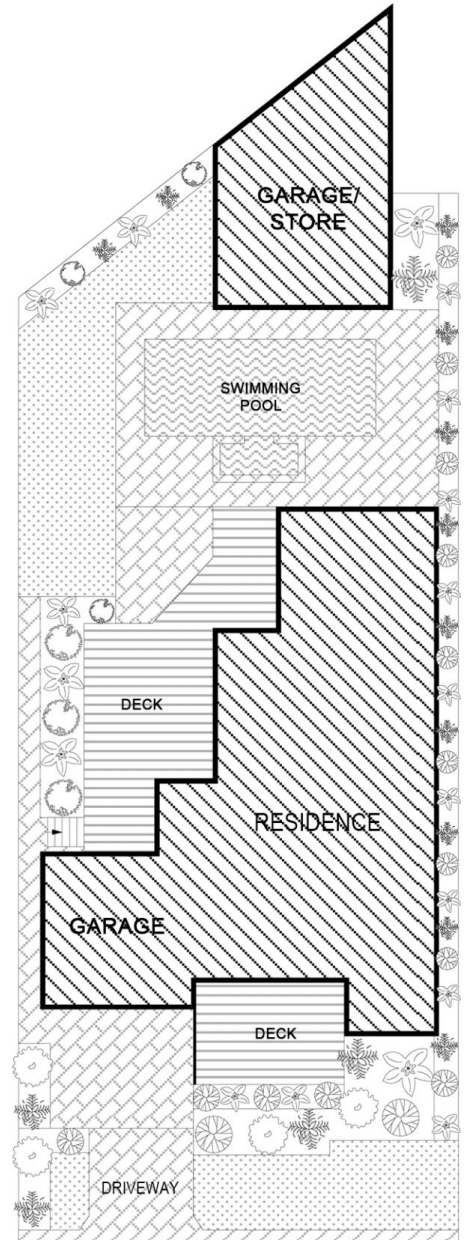 GARAGE/
STORE
SWIMMING
POOL
DECK
RESIDENCE
GARAGE
DECK
DRIVEWAY